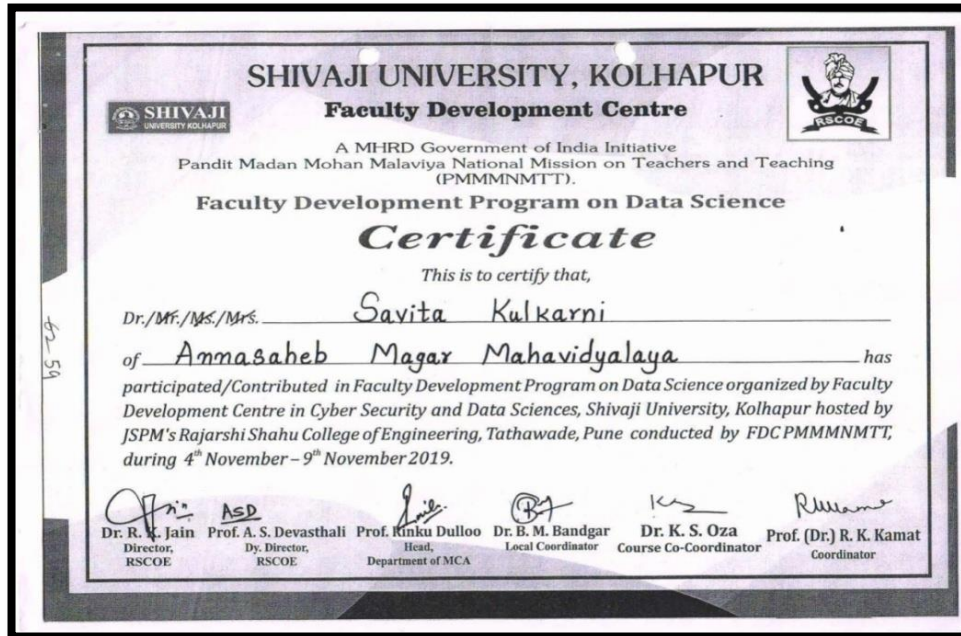 SHIVAJI UNIVERSITY, KOLHAPUR
Faculty Development Centre
SHIVAJI
UNIVERSITY KOLHAPUR
RSCOE
A MHRD Government of India Initiative
Pandit Madan Mohan Malaviya National Mission on Teachers and Teaching
(PMMMNMTT).
Faculty Development Program on Data Science
Certificate
This is to certify that,
Dr./Mr./Ms./Mrs. Savita Kulkarni
of Annasaheb Magar Mahavidyalaya has
participated/Contributed in Faculty Development Program on Data Science organized by Faculty
Development Centre in Cyber Security and Data Sciences, Shivaji University, Kolhapur hosted by
JSPM's Rajarshi Shahu College of Engineering, Tathawade, Pune conducted by FDC PMMMNMTT,
during 4th November – 9th November 2019.
ASD
Dr. R. K. Jain Prof. A. S. Devasthali Prof. Rinku Dulloo Dr. B. M. Bandgar Dr. K. S. Oza Prof. (Dr.) R. K. Kamat
Director, Dy. Director, Head, Local Coordinator Course Co-Coordinator Coordinator
RSCOE RSCOE Department of MCA